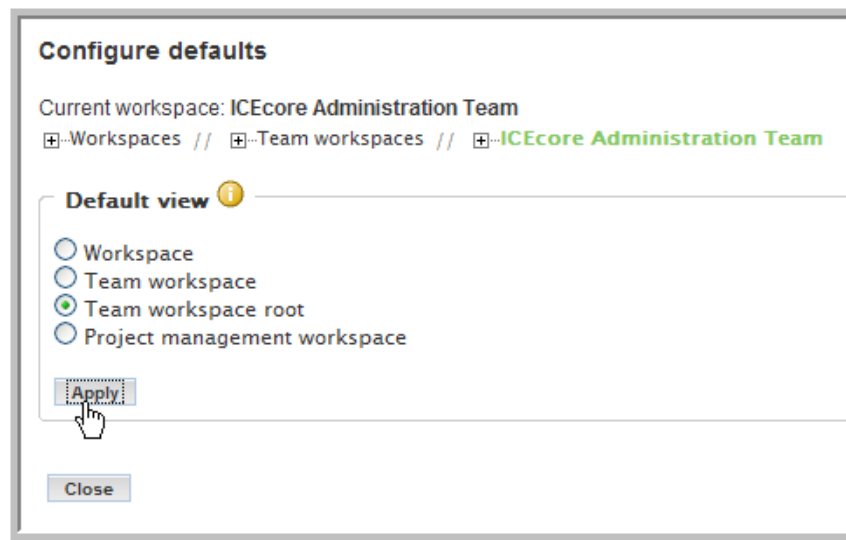 Configure defaults
Current workspace: ICEcore Administration Team
Workspaces // Team workspaces // ICEcore Administration Team
Default view
Workspace
Team workspace
Team workspace root
Project management workspace
Apply
Close